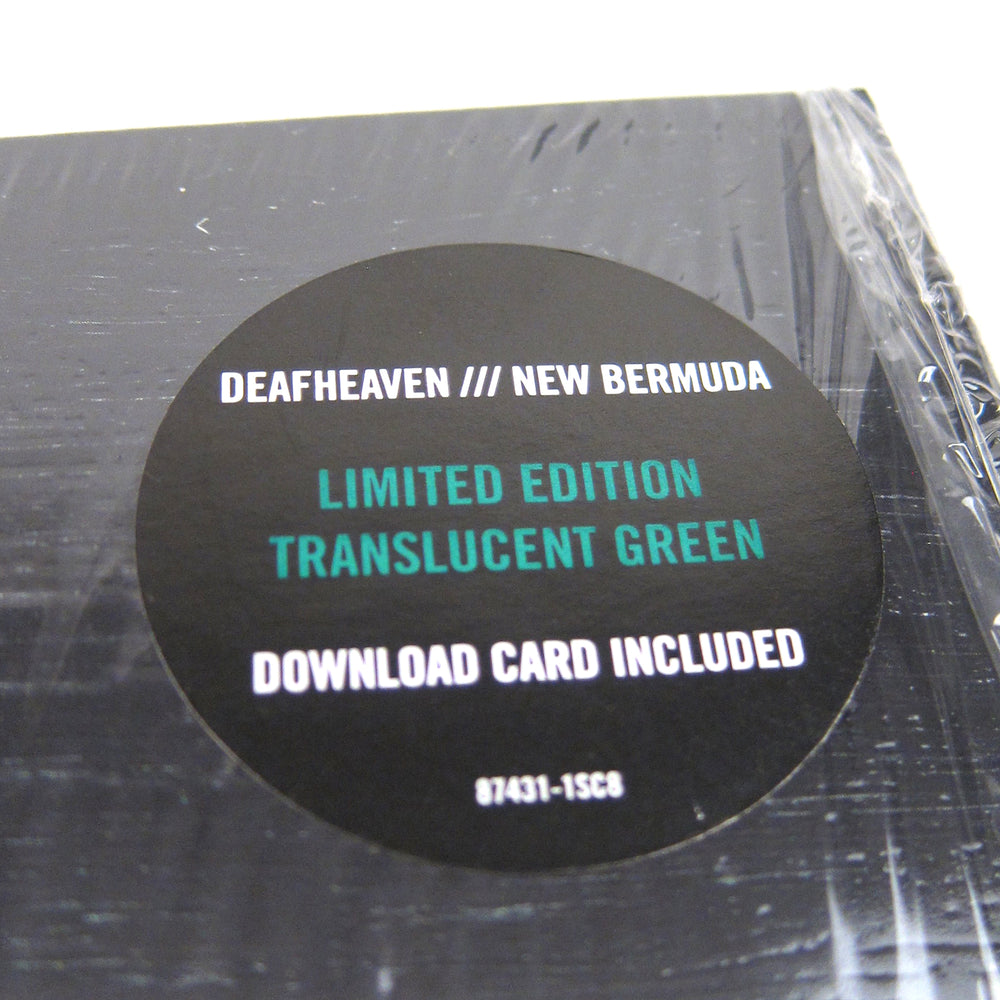 DEAFHEAVEN /// NEW BERMUDA
LIMITED EDITION
TRANSLUCENT GREEN
DOWNLOAD CARD INCLUDED
87431-1SC8